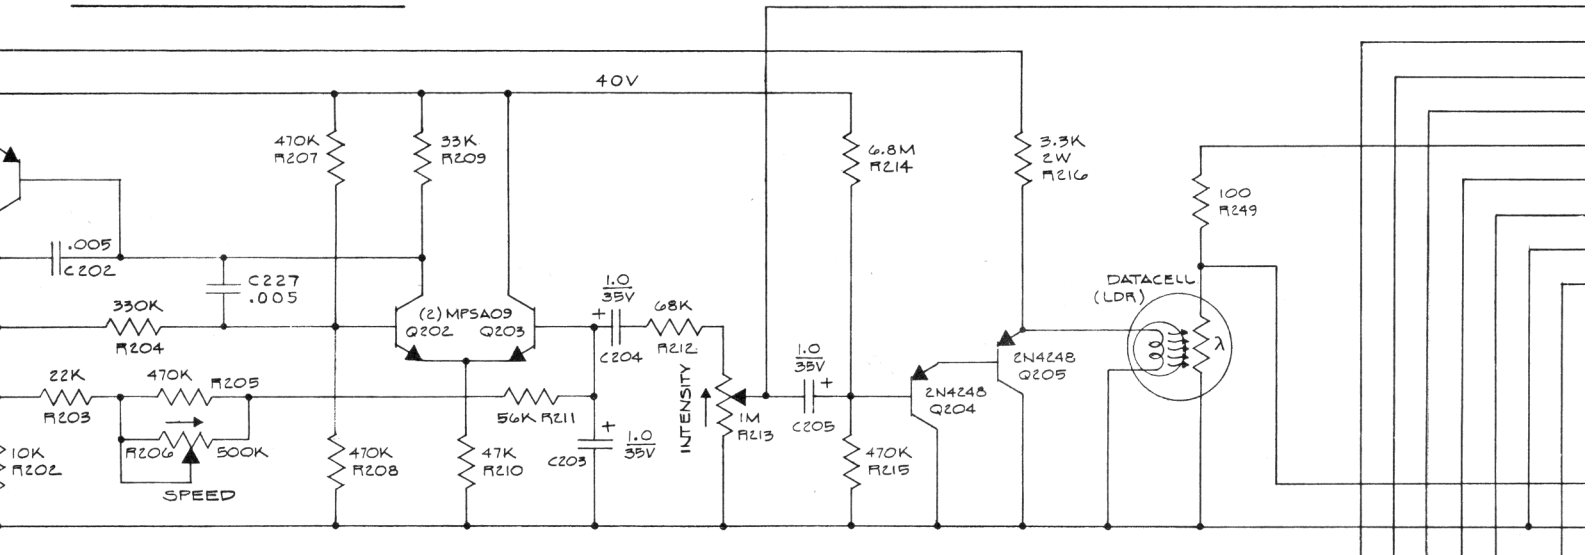 40V
470K
R207
33K
R209
6.8M
R214
3.3K
2W
R216
100
R249
.005
C202
C227
.005
DATACELL
(LDR)
330K
R204
(2) MPSA09
Q202
Q203
+
1.0
35V
C204
68K
R212
λ
22K
R203
470K
R205
56K R211
INTENSITY
1M
R213
1.0
35V
+
C205
2N4248
Q204
2N4248
Q205
10K
R202
R206
500K
SPEED
470K
R208
47K
R210
+
1.0
35V
C203
470K
R215